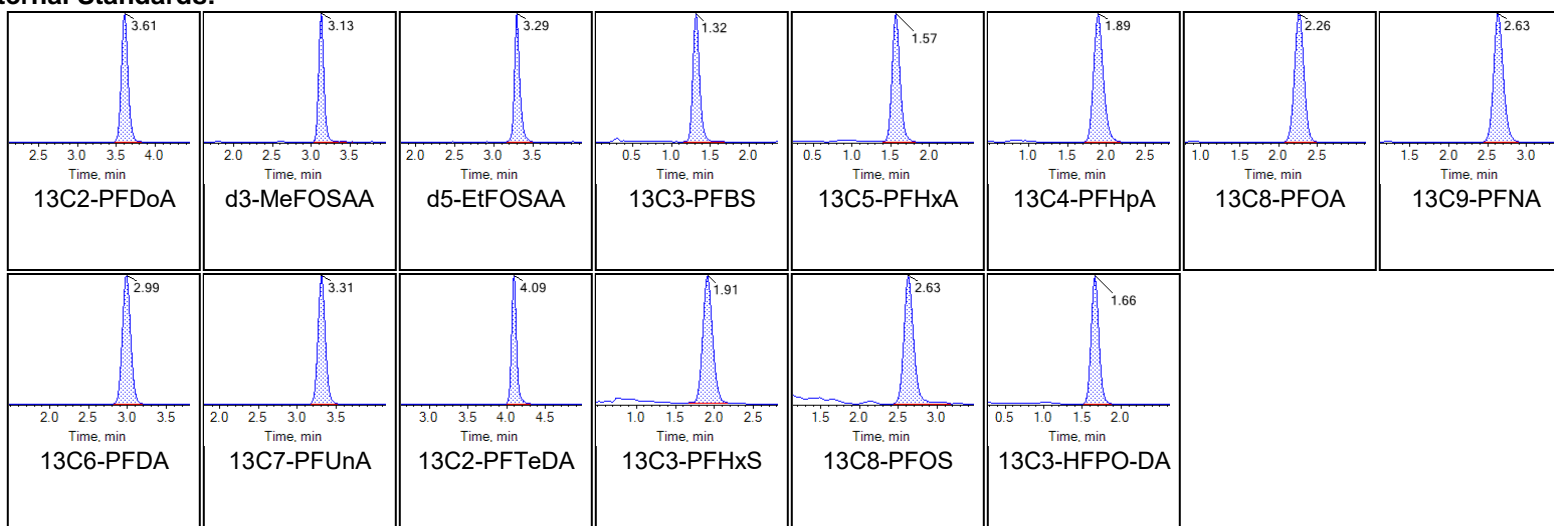 ternal Standards:
3.61 3.13 3.29 1.32 1.57 1.89 2.26 2.63
2.5 3.0 3.5 4.0 2.0 2.5 3.0 3.5 2.0 2.5 3.0 3.5 0.5 1.0 1.5 2.0 0.5 1.0 1.5 2.0 1.0 1.5 2.0 2.5 1.0 1.5 2.0 2.5 1.5 2.0 2.5 3.0
Time, min Time, min Time, min Time, min Time, min Time, min Time, min Time, min
13C2-PFDoA d3-MeFOSAA d5-EtFOSAA 13C3-PFBS 13C5-PFHxA 13C4-PFHpA 13C8-PFOA 13C9-PFNA
2.99 3.31 4.09 1.91 2.63 1.66
2.0 2.5 3.0 3.5 2.0 2.5 3.0 3.5 3.0 3.5 4.0 4.5 1.0 1.5 2.0 2.5 1.5 2.0 2.5 3.0 0.5 1.0 1.5 2.0
Time, min Time, min Time, min Time, min Time, min Time, min
13C6-PFDA 13C7-PFUnA 13C2-PFTeDA 13C3-PFHxS 13C8-PFOS 13C3-HFPO-DA